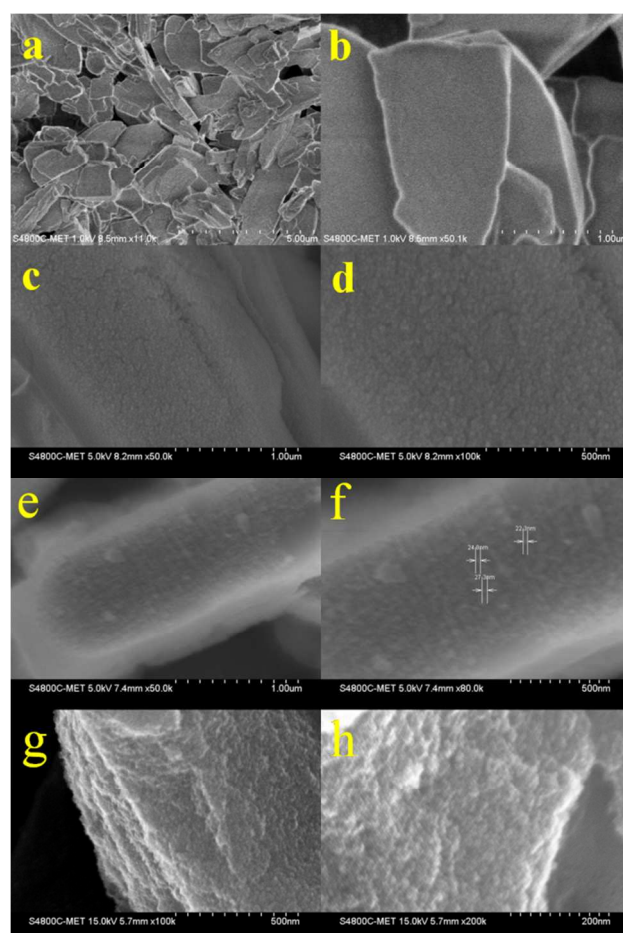 a
b
S4800C-MET 1.0kV 8.5mm x11.0k 5.00um
S4800C-MET 1.0kV 8.5mm x50.1k 1.00um
c
d
S4800C-MET 5.0kV 8.2mm x50.0k 1.00um
S4800C-MET 5.0kV 8.2mm x100k 500nm
e
f
22.3nm
S4800C-MET 5.0kV 7.4mm x50.0k 1.00um
S4800C-MET 5.0kV 7.4mm x80.0k 500nm
g
h
S4800C-MET 15.0kV 5.7mm x100k 500nm
S4800C-MET 15.0kV 5.7mm x200k 200nm